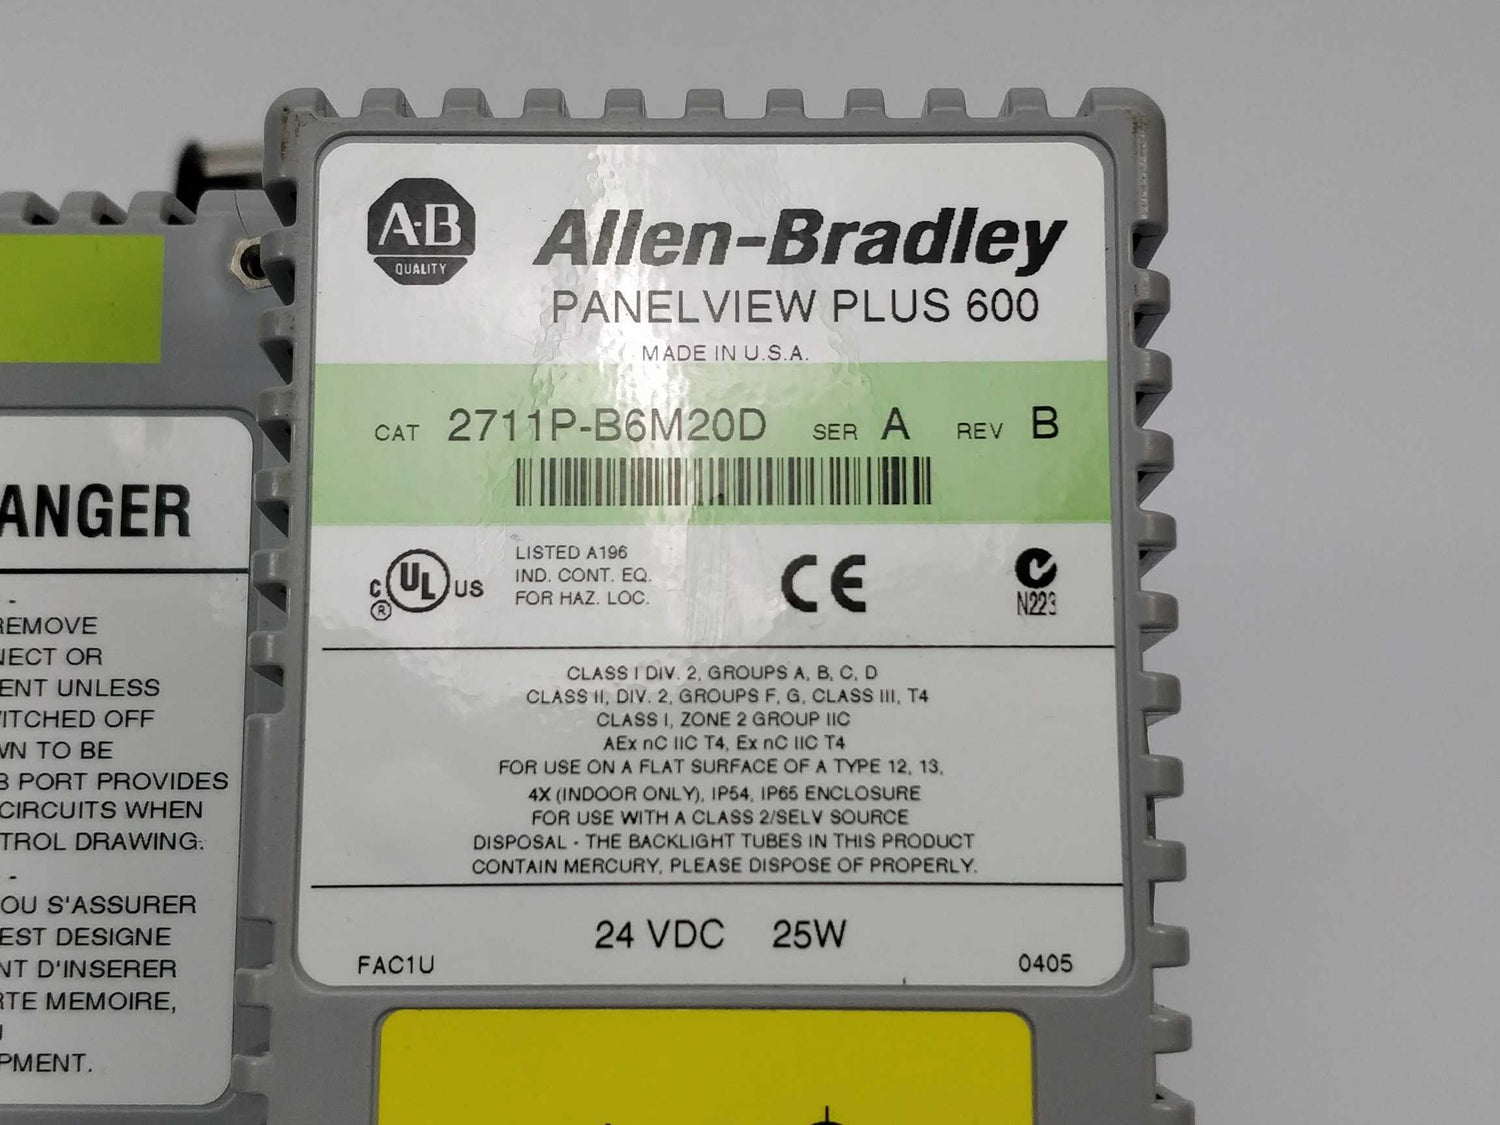 A-B
QUALITY
Allen-Bradley
PANELVIEW PLUS 600
MADE IN U.S.A.
CAT 2711P-B6M20D SER A REV B
C UL US
®
LISTED A196
IND. CONT. EQ.
FOR HAZ. LOC.
CE
N223
CLASS I DIV. 2, GROUPS A, B, C, D
CLASS II, DIV. 2, GROUPS F, G, CLASS III, T4
CLASS I, ZONE 2 GROUP IIC
AEx nC IIC T4, Ex nC IIC T4
FOR USE ON A FLAT SURFACE OF A TYPE 12, 13,
4X (INDOOR ONLY), IP54, IP65 ENCLOSURE
FOR USE WITH A CLASS 2/SELV SOURCE
DISPOSAL - THE BACKLIGHT TUBES IN THIS PRODUCT
CONTAIN MERCURY, PLEASE DISPOSE OF PROPERLY.
24 VDC 25W
FAC1U 0405
ANGER
-
REMOVE
NECT OR
ENT UNLESS
ITCHED OFF
WN TO BE
B PORT PROVIDES
CIRCUITS WHEN
TROL DRAWING:
-
OU S'ASSURER
EST DESIGNE
NT D'INSERER
RTE MEMOIRE,
PMENT.